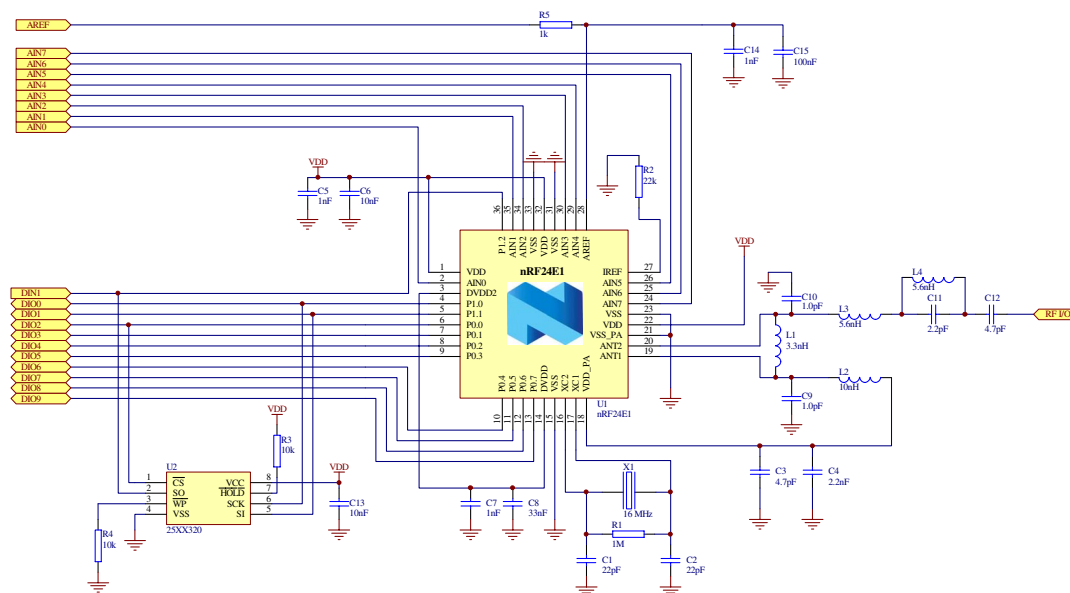 AREF
R5
1k
C14
1nF
C15
100nF
AIN7
AIN6
AIN5
AIN4
AIN3
AIN2
AIN1
AIN0
VDD
C5
1nF
C6
10nF
R2
22k
36
35
34
33
32
31
30
29
28
P1.2
AIN1
AIN2
VSS
VDD
VSS
AIN3
AIN4
AREF
nRF24E1
1
2
3
4
5
6
7
8
9
VDD
AIN0
DVDD2
P1.0
P1.1
P0.0
P0.1
P0.2
P0.3
IREF
AIN5
AIN6
AIN7
VSS
VDD
VSS_PA
ANT2
ANT1
27
26
25
24
23
22
21
20
19
P0.4
P0.5
P0.6
P0.7
DVDD
VSS
XC2
XC1
VDD_PA
10
11
12
13
14
15
16
17
18
U1
nRF24E1
DIN1
DIO0
DIO1
DIO2
DIO3
DIO4
DIO5
DIO6
DIO7
DIO8
DIO9
VDD
C10
1.0pF
L1
3.3nH
L3
5.6nH
L4
5.6nH
C11
2.2pF
C12
4.7pF
RF I/O
L2
10nH
C9
1.0pF
C3
4.7pF
C4
2.2nF
VDD
R3
10k
U2
1
2
3
4
CS
SO
WP
VSS
VCC
HOLD
SCK
SI
8
7
6
5
25XX320
R4
10k
VDD
C13
10nF
C7
1nF
C8
33nF
X1
16 MHz
R1
1M
C1
22pF
C2
22pF